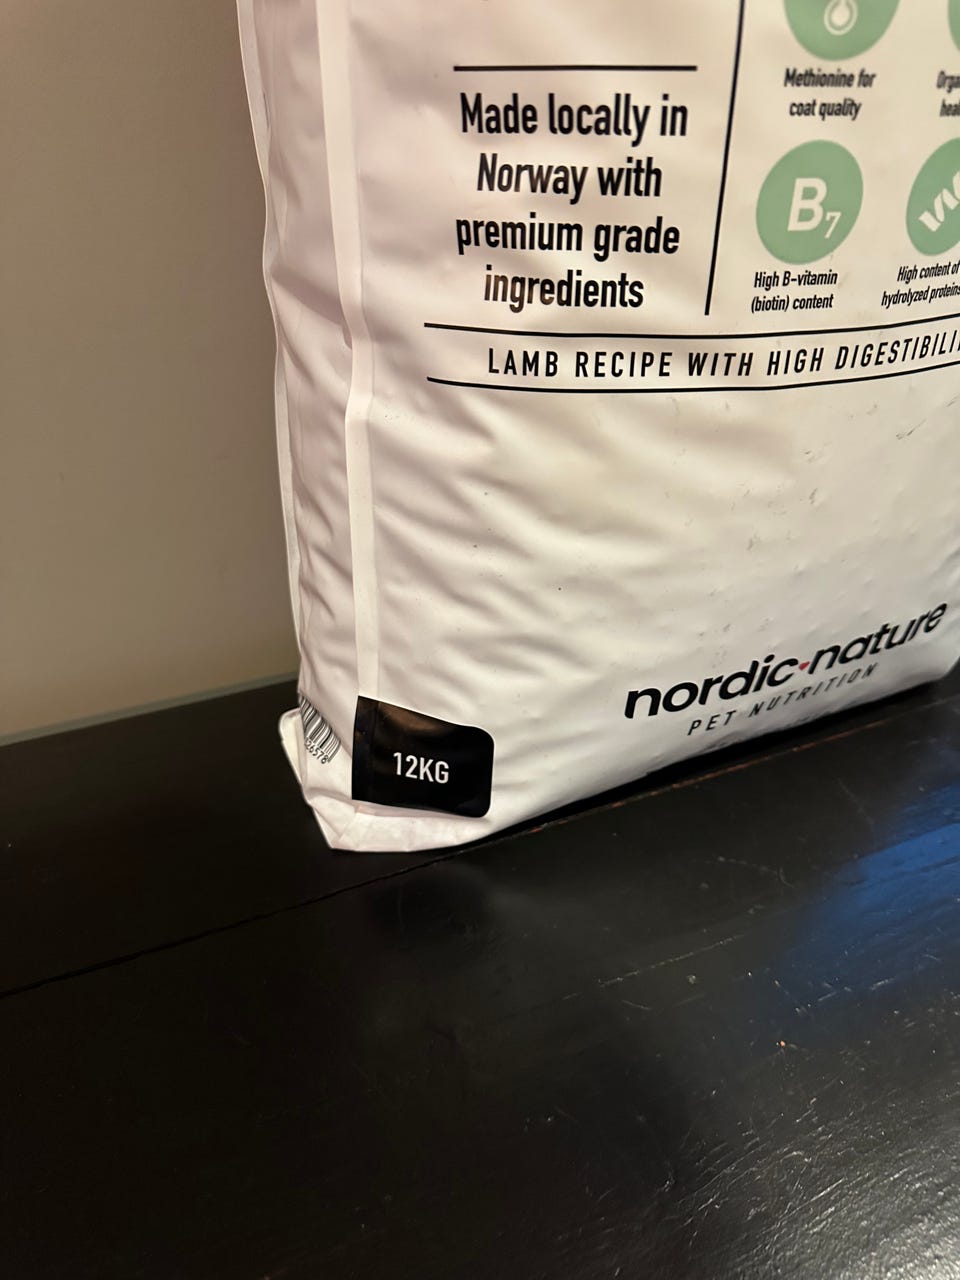 Made locally in
Norway with
premium grade
ingredients
Methionine for
coat quality
B7
High B-vitamin
(biotin) content
High content of
hydrolyzed proteins
LAMB RECIPE WITH HIGH
nordic nature
PET NUTRITION
12KG